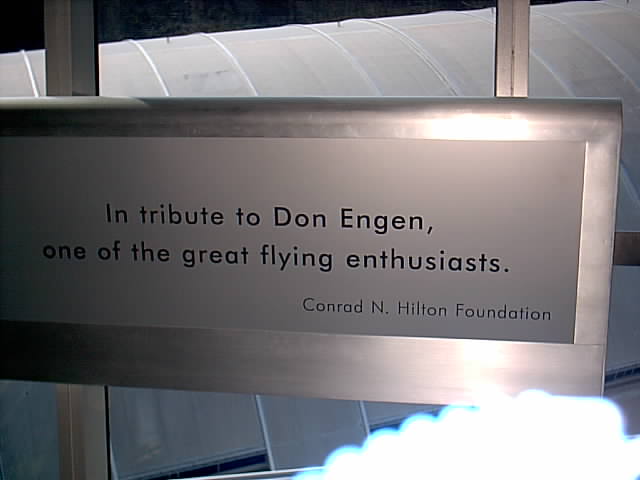 In tribute to Don Engen,
one of the great flying enthusiasts.
Conrad N. Hilton Foundation